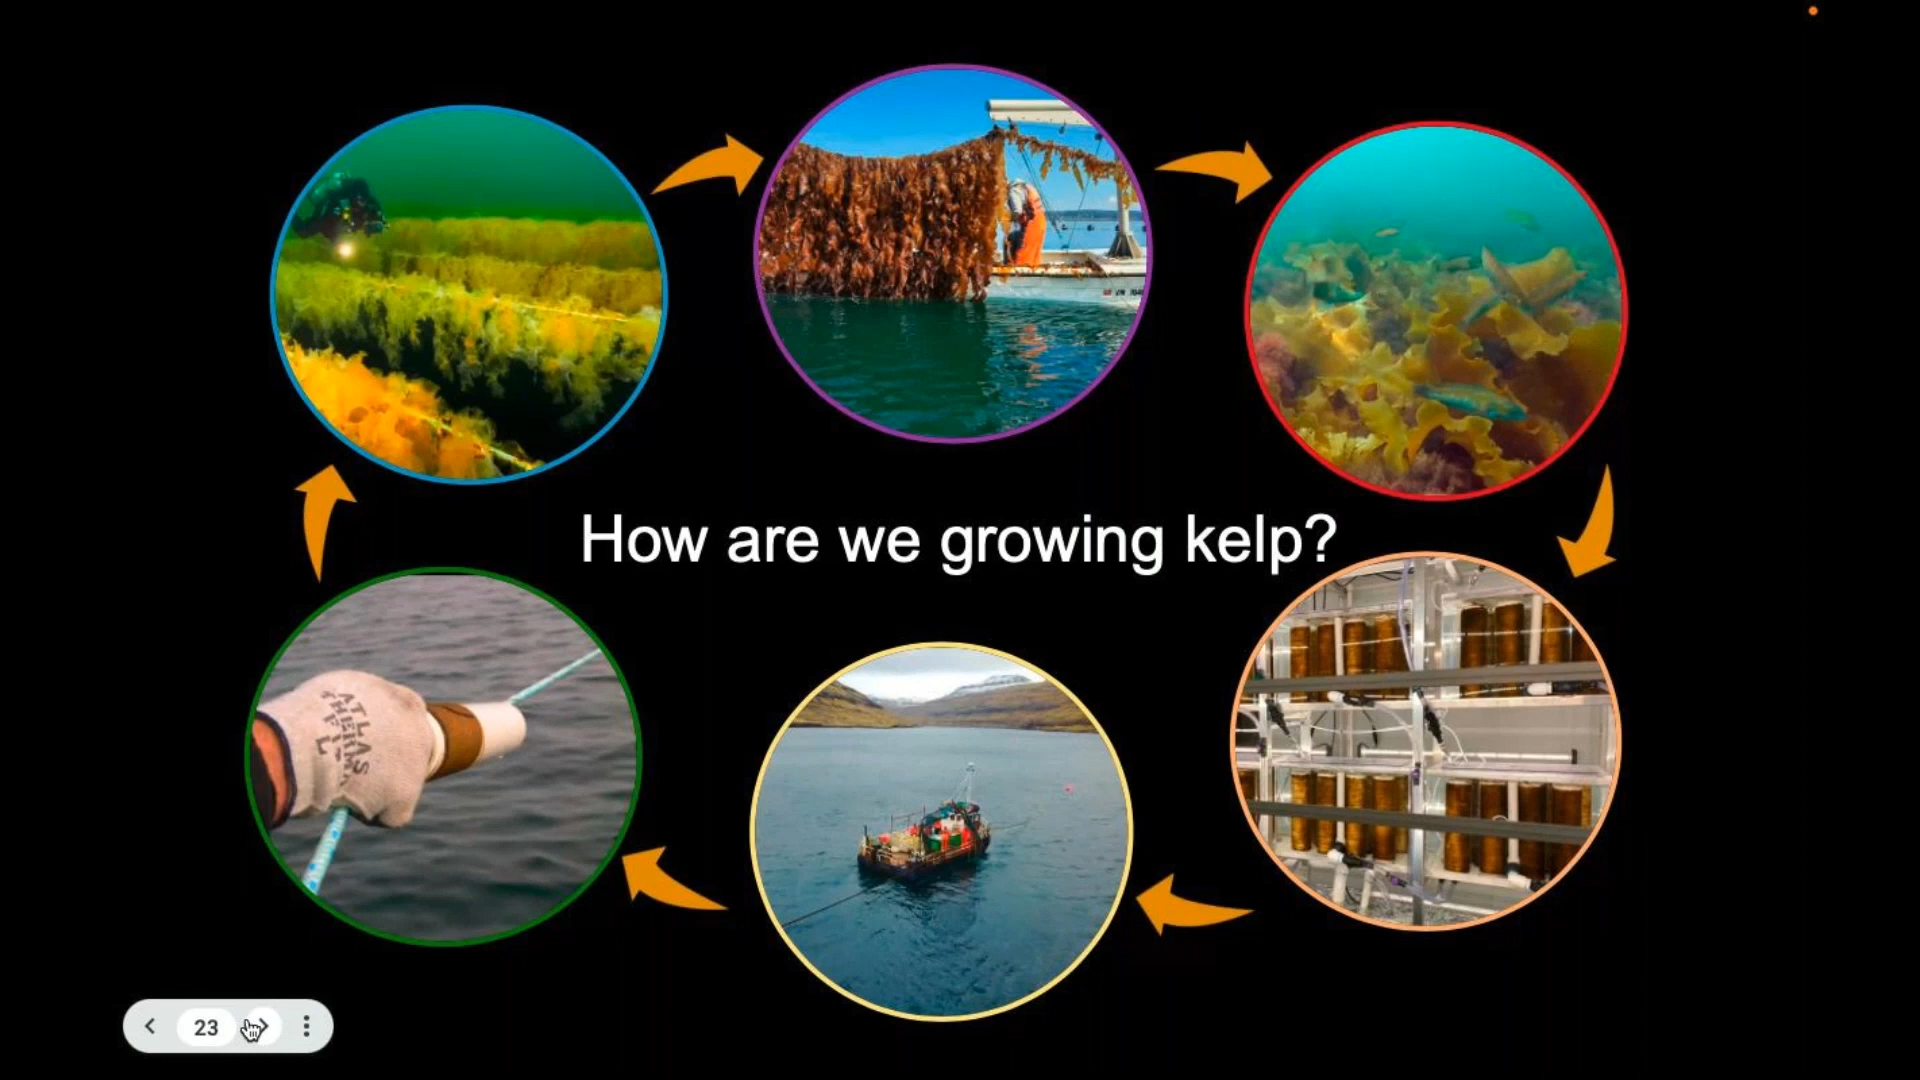 How are we growing kelp?
ATLAS
THERMA
FIT
L
23